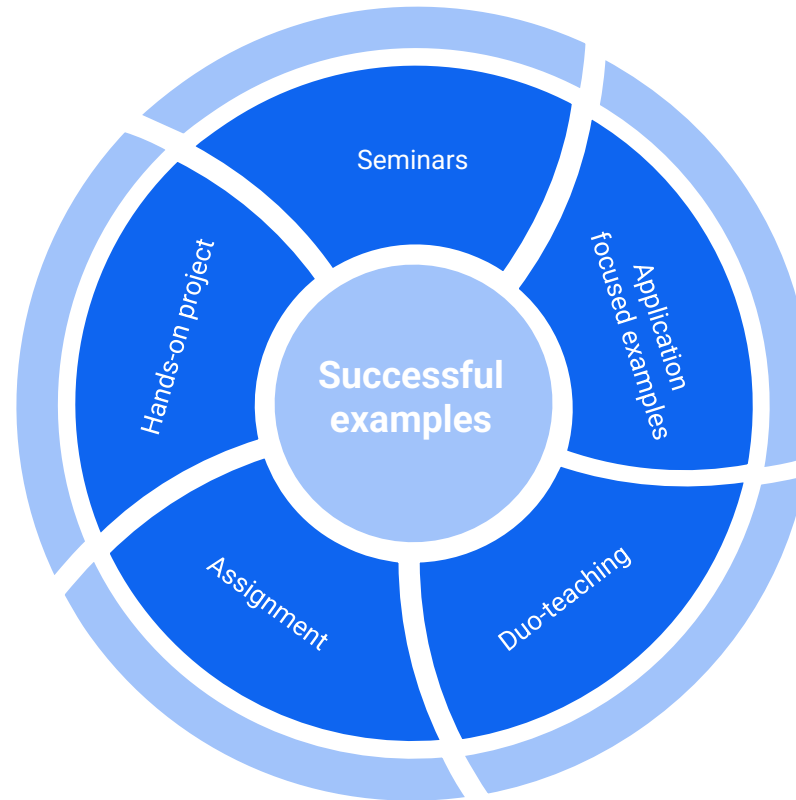 Seminars
Application
focused examples
Duo-teaching
Assignment
Hands-on project
Successful
examples